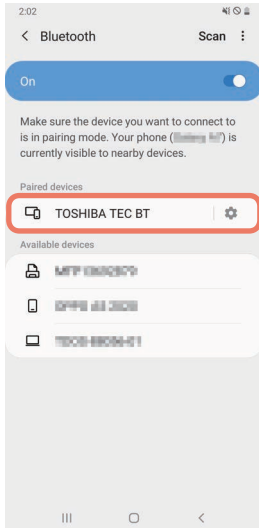 2:02
Bluetooth Scan
On
Make sure the device you want to connect to
is in pairing mode. Your phone (
) is
currently visible to nearby devices.
Paired devices
TOSHIBA TEC BT
Available devices